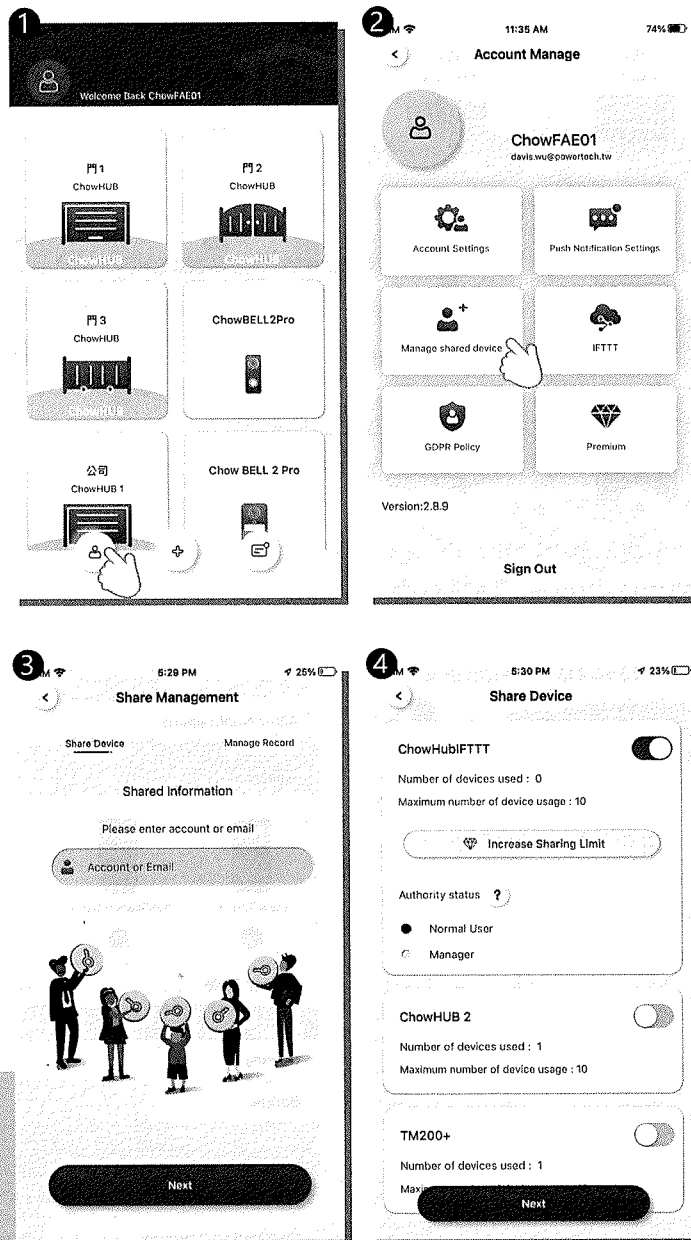 1
Welcome Back ChowFAE01
門 1
ChowHUB
ChowHUB
門 2
ChowHUB
ChowHUB
門 3
ChowHUB
ChowHUB
ChowBELL2Pro
公司
ChowHUB 1
Chow BELL 2 Pro
2
M 11:35 AM 74%
Account Manage
ChowFAE01
davis.wu@powortoch.tw
Account Settings
Push Notification Settings
Manage shared device
IFTTT
GDPR Policy
Premium
Version:2.8.9
Sign Out
3
M 5:29 PM 25%
Share Management
Share Device Manage Record
Shared Information
Please enter account or email
Account or Email
Next
4
M 5:30 PM 23%
Share Device
ChowHubIFTTT
Number of devices used : 0
Maximum number of device usage : 10
Increase Sharing Limit
Authority status ?
Normal User
Manager
ChowHUB 2
Number of devices used : 1
Maximum number of device usage : 10
TM200+
Number of devices used : 1
Next